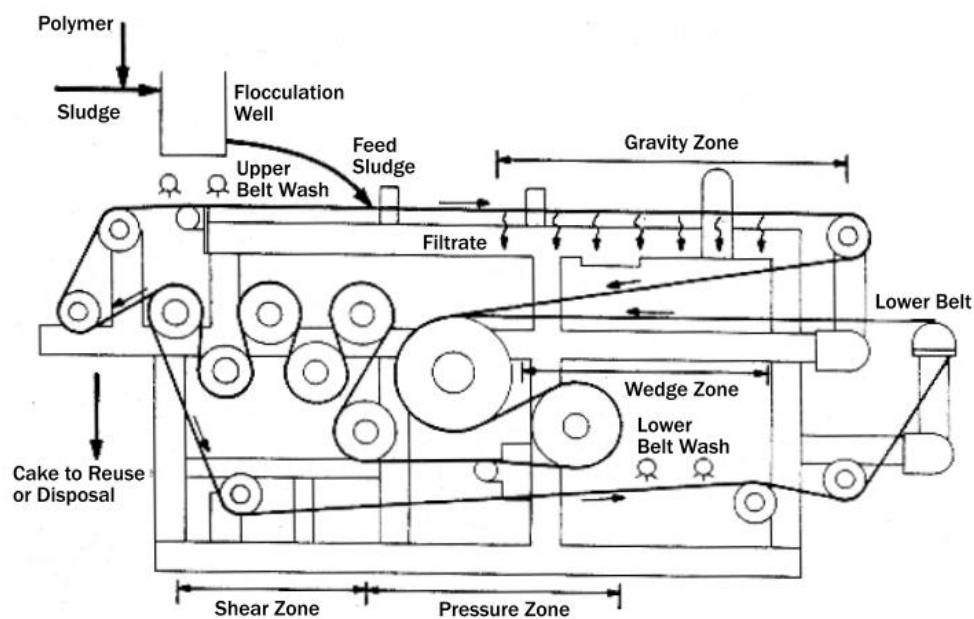 Polymer
Sludge
Flocculation
Well
Feed
Sludge
Gravity Zone
Upper
Belt Wash
Filtrate
Lower Belt
Wedge Zone
Lower
Belt Wash
Cake to Reuse
or Disposal
Shear Zone
Pressure Zone